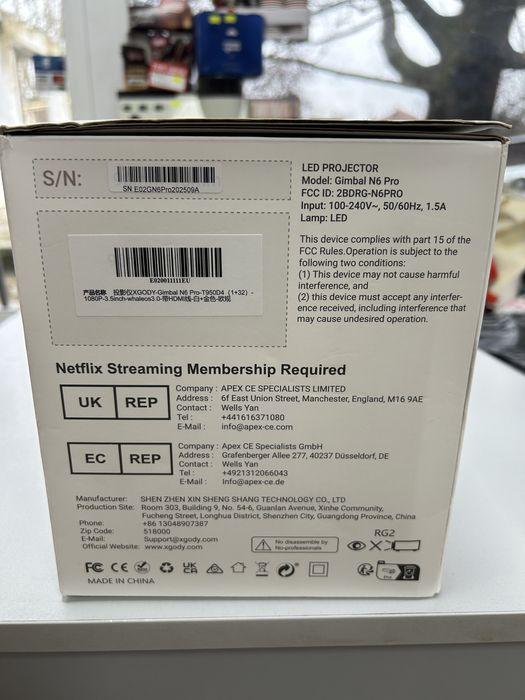 S/N:
SN E02GN6Pro202509A
LED PROJECTOR
Model: Gimbal N6 Pro
FCC ID: 2BDRG-N6PRO
Input: 100-240V~, 50/60Hz, 1.5A
Lamp: LED
This device complies with part 15 of the
FCC Rules.Operation is subject to the
following two conditions:
(1) This device may not cause harmful
interference, and
(2) this device must accept any interfer-
ence received, including interference that
may cause undesired operation.
E020011111EU
产品名称: 投影仪XGODY-Gimbal N6 Pro-T950D4（1+32）-
1080P-3.5inch-whaleos3.0-带HDMI线-白+金色-欧规
Netflix Streaming Membership Required
UK REP
Company : APEX CE SPECIALISTS LIMITED
Address : 6f East Union Street, Manchester, England, M16 9AE
Contact : Wells Yan
Tel : +441616371080
E-Mail : info@apex-ce.com
EC REP
Company : Apex CE Specialists GmbH
Address : Grafenberger Allee 277, 40237 Düsseldorf, DE
Contact : Wells Yan
Tel : +4921312066043
E-Mail : info@apex-ce.de
Manufacturer: SHEN ZHEN XIN SHENG SHANG TECHNOLOGY CO., LTD
Production Site: Room 303, Building 9, No. 54-6, Guanlan Avenue, Xinhe Community,
Fucheng Street, Longhua District, Shenzhen City, Guangdong Province, China
Phone: +86 13048907387
Zip Code: 518000
E-Mail: Support@xgody.com
Official Website: www.xgody.com
No disassembly by
No-professionals
RG2
FC CE UK CA
MADE IN CHINA